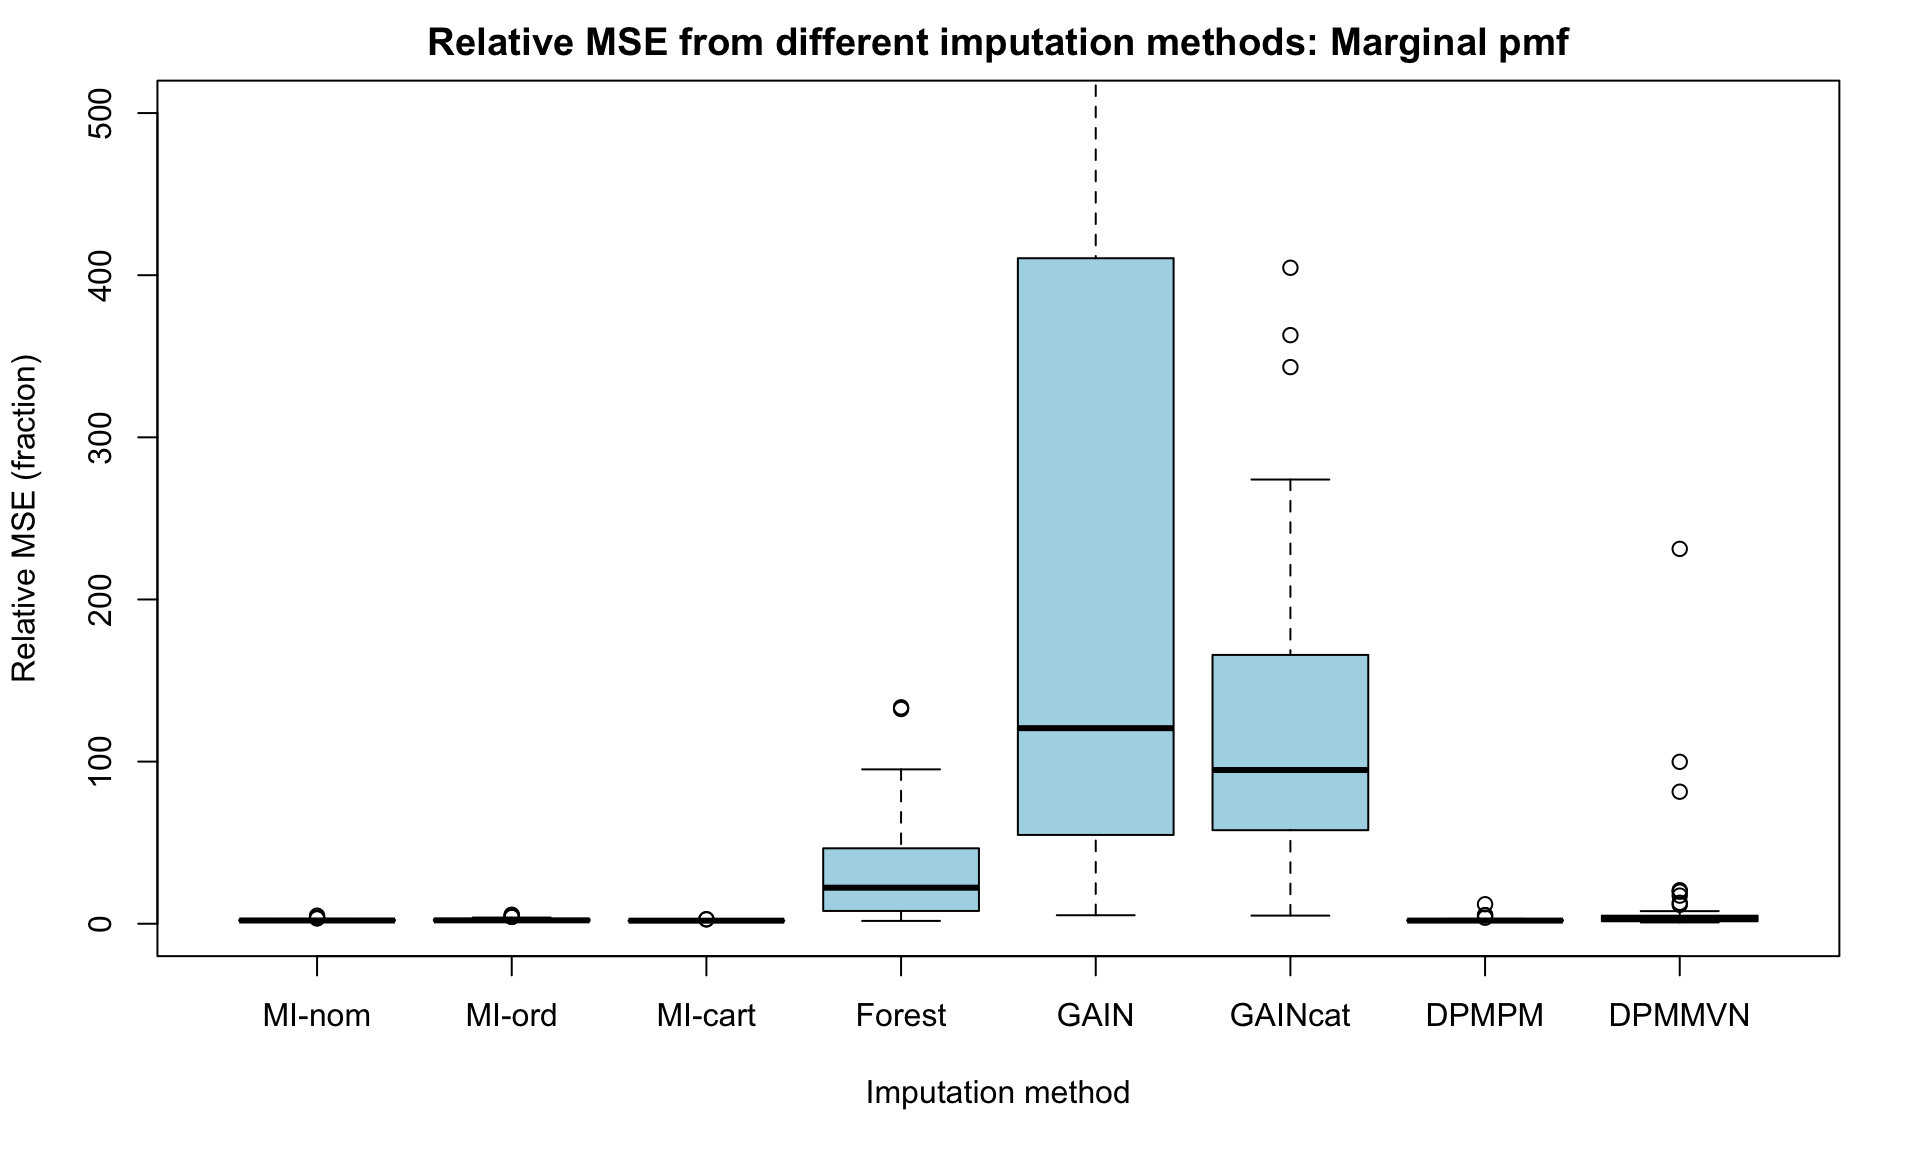 Relative MSE from different imputation methods: Marginal pmf
Relative MSE (fraction)
500
400
300
200
100
0
MI-nom MI-ord MI-cart Forest GAIN GAINcat DPMPM DPMMVN
Imputation method